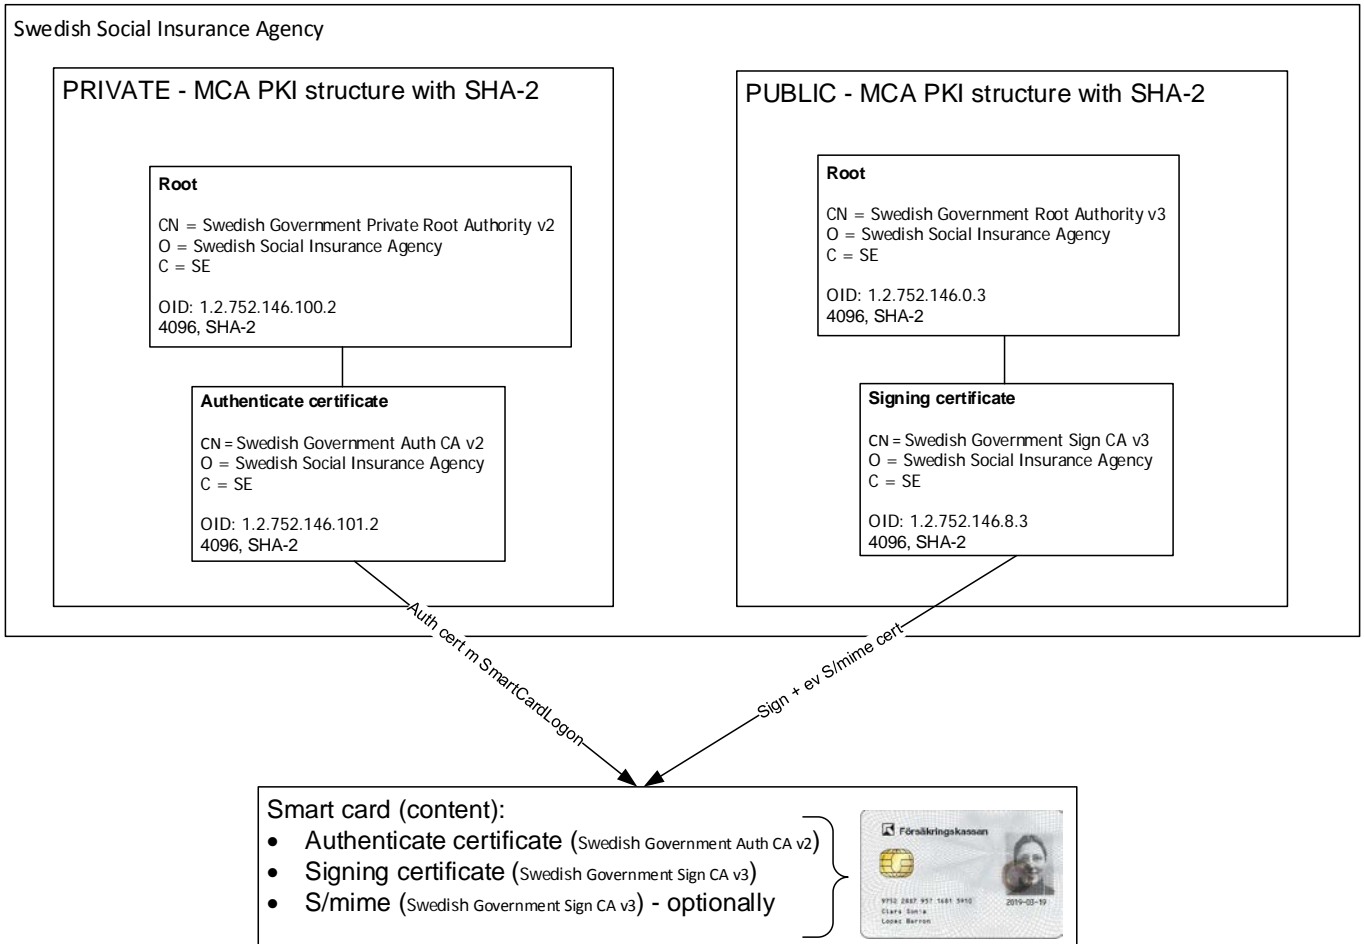 Swedish Social Insurance Agency
PRIVATE - MCA PKI structure with SHA-2
Root
CN = Swedish Government Private Root Authority v2
O = Swedish Social Insurance Agency
C = SE
OID: 1.2.752.146.100.2
4096, SHA-2
Authenticate certificate
CN = Swedish Government Auth CA v2
O = Swedish Social Insurance Agency
C = SE
OID: 1.2.752.146.101.2
4096, SHA-2
PUBLIC - MCA PKI structure with SHA-2
Root
CN = Swedish Government Root Authority v3
O = Swedish Social Insurance Agency
C = SE
OID: 1.2.752.146.0.3
4096, SHA-2
Signing certificate
CN = Swedish Government Sign CA v3
O = Swedish Social Insurance Agency
C = SE
OID: 1.2.752.146.8.3
4096, SHA-2
Auth cert m SmartCardLogon
Sign + ev S/mime cert
Smart card (content):
• Authenticate certificate (Swedish Government Auth CA v2)
• Signing certificate (Swedish Government Sign CA v3)
• S/mime (Swedish Government Sign CA v3) - optionally
Försäkringskassan
2019-03-19